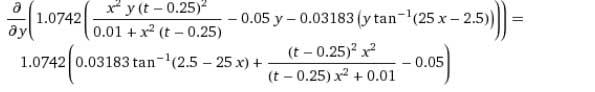 ∂/∂y(1.0742(x² y (t − 0.25)²/(0.01 + x² (t − 0.25)) − 0.05 y − 0.03183 (y tan⁻¹(25 x − 2.5)))) =
1.0742(0.03183 tan⁻¹(2.5 − 25 x) + (t − 0.25)² x²/((t − 0.25) x² + 0.01) − 0.05)